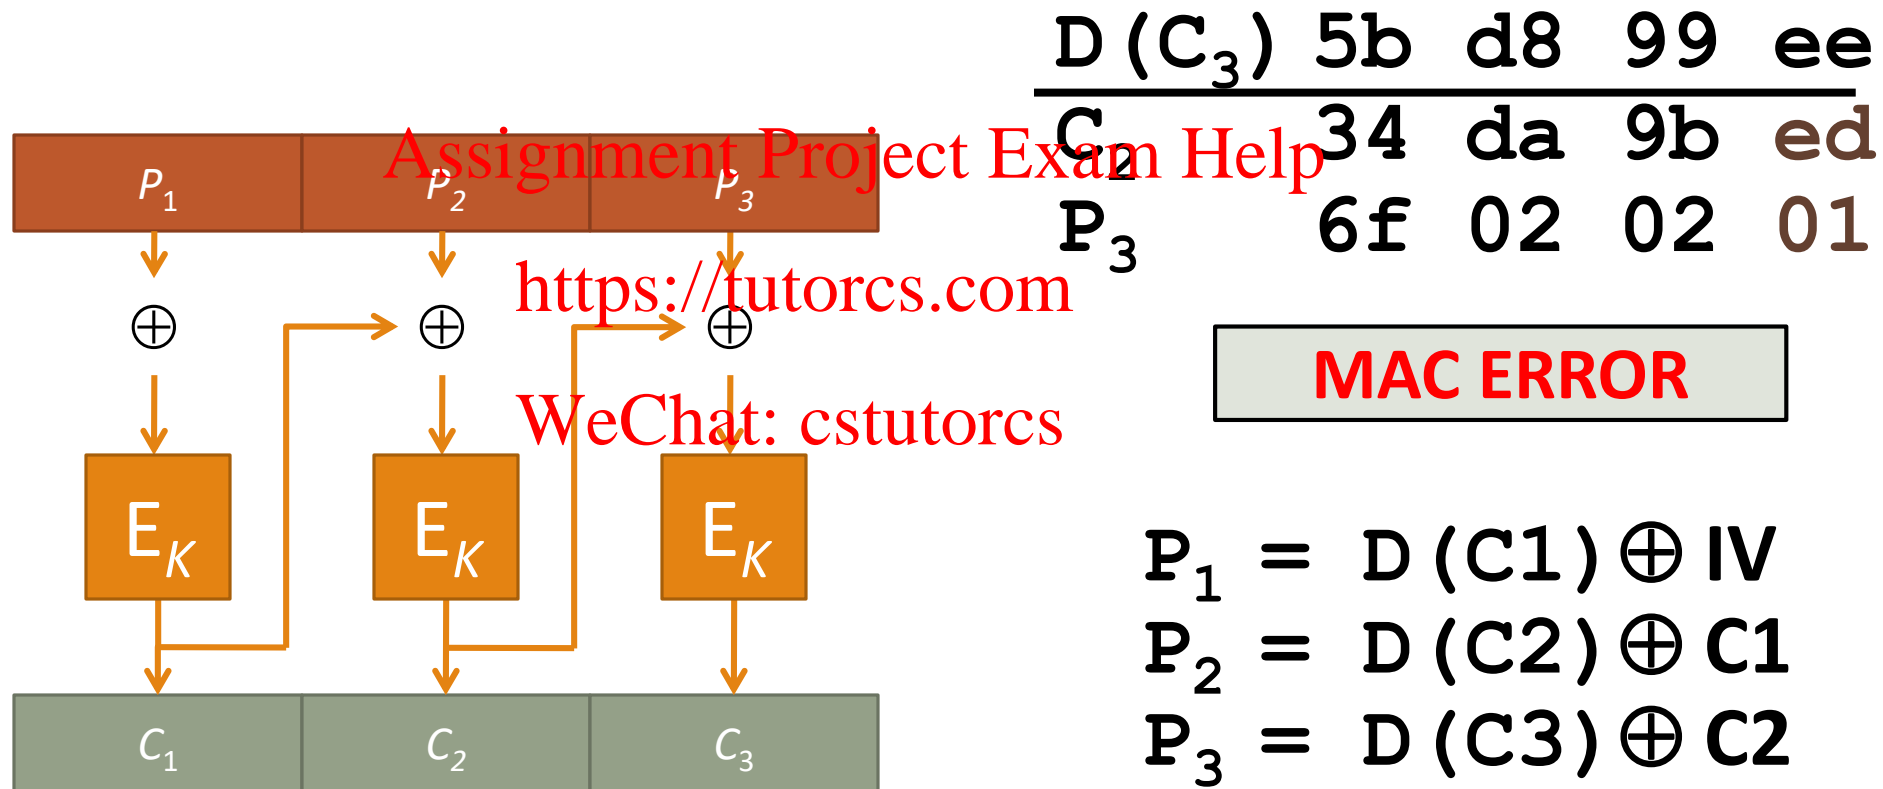 D(C3) 5b d8 99 ee
C2 34 da 9b ed
P3 6f 02 02 01
P1 P2 P3
Assignment Project Exam Help
https://tutorcs.com
MAC ERROR
WeChat: cstutorcs
EK EK EK
P1 = D(C1)⊕IV
P2 = D(C2)⊕C1
P3 = D(C3)⊕C2
C1 C2 C3